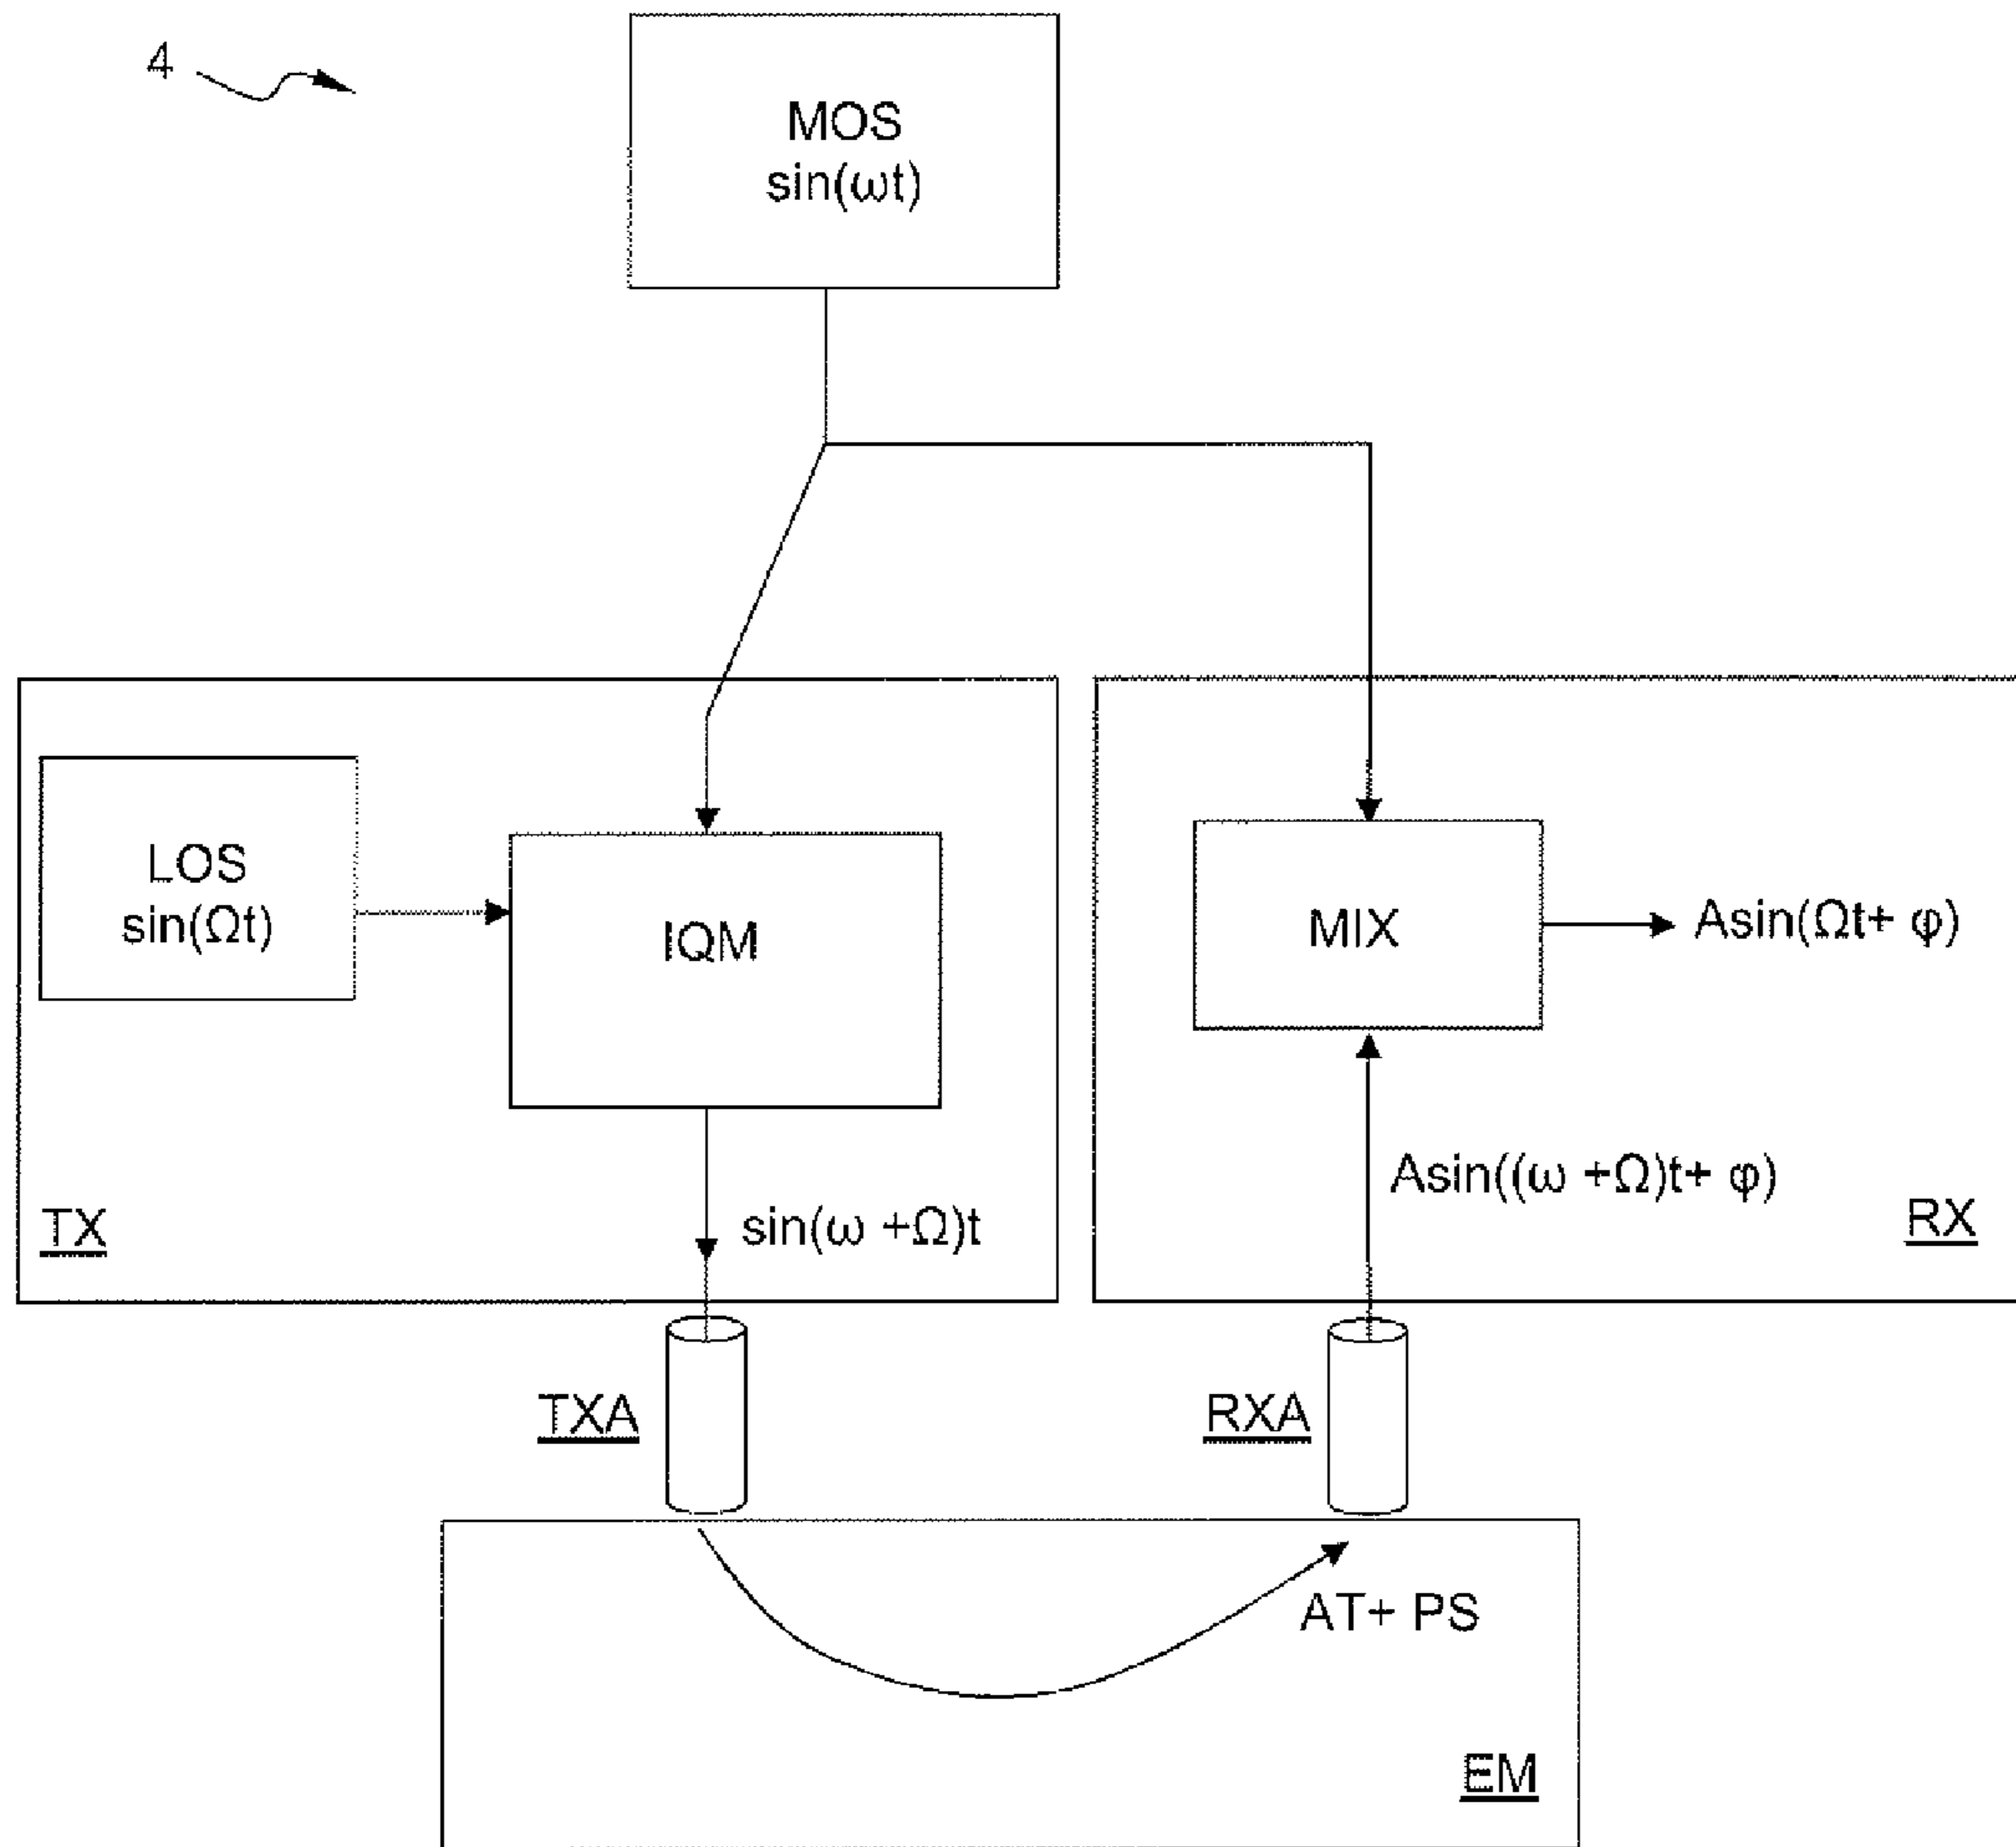 4
MOS
sin(ωt)
LOS
sin(Ωt)
IQM
MIX
Asin(Ωt+ φ)
sin(ω +Ω)t
Asin((ω +Ω)t+ φ)
TX
RX
TXA
RXA
AT+ PS
EM